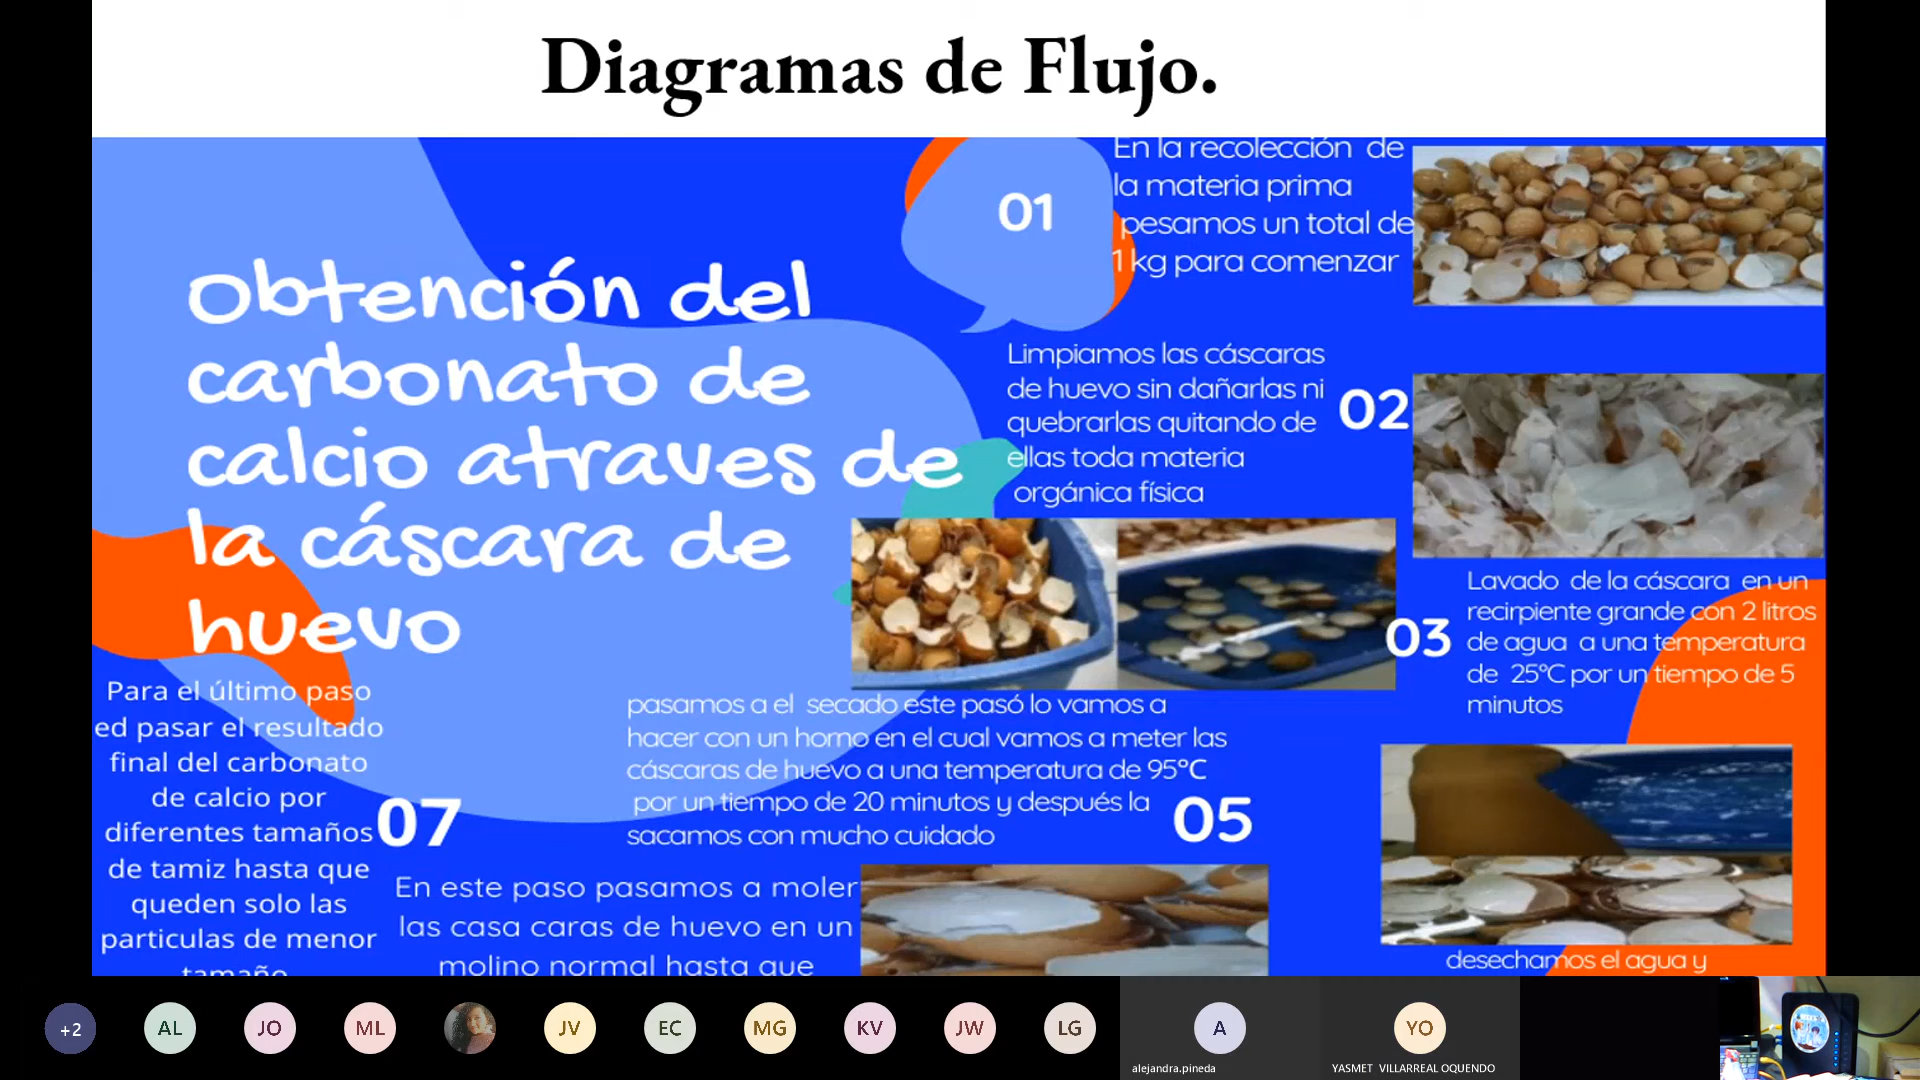 Diagramas de Flujo.
Obtención del
carbonato de
calcio atraves de
la cáscara de
huevo
01
En la recolección de
la materia prima
pesamos un total de
1 kg para comenzar
Limpiamos las cáscaras
de huevo sin dañarlas ni
quebrarlas quitando de
ellas toda materia
orgánica física
02
03
Lavado de la cáscara en un
recirpiente grande con 2 litros
de agua a una temperatura
de 25°C por un tiempo de 5
minutos
desechamos el agua y
pasamos a el secado este pasó lo vamos a
hacer con un horno en el cual vamos a meter las
cáscaras de huevo a una temperatura de 95°C
por un tiempo de 20 minutos y después la
sacamos con mucho cuidado
05
En este paso pasamos a moler
las casa caras de huevo en un
molino normal hasta que
Para el último paso
ed pasar el resultado
final del carbonato
de calcio por
diferentes tamaños
de tamiz hasta que
queden solo las
particulas de menor
tamaño
07
+2
AL
JO
ML
JV
EC
MG
KV
JW
LG
A
alejandra.pineda
YO
YASMET VILLARREAL OQUENDO